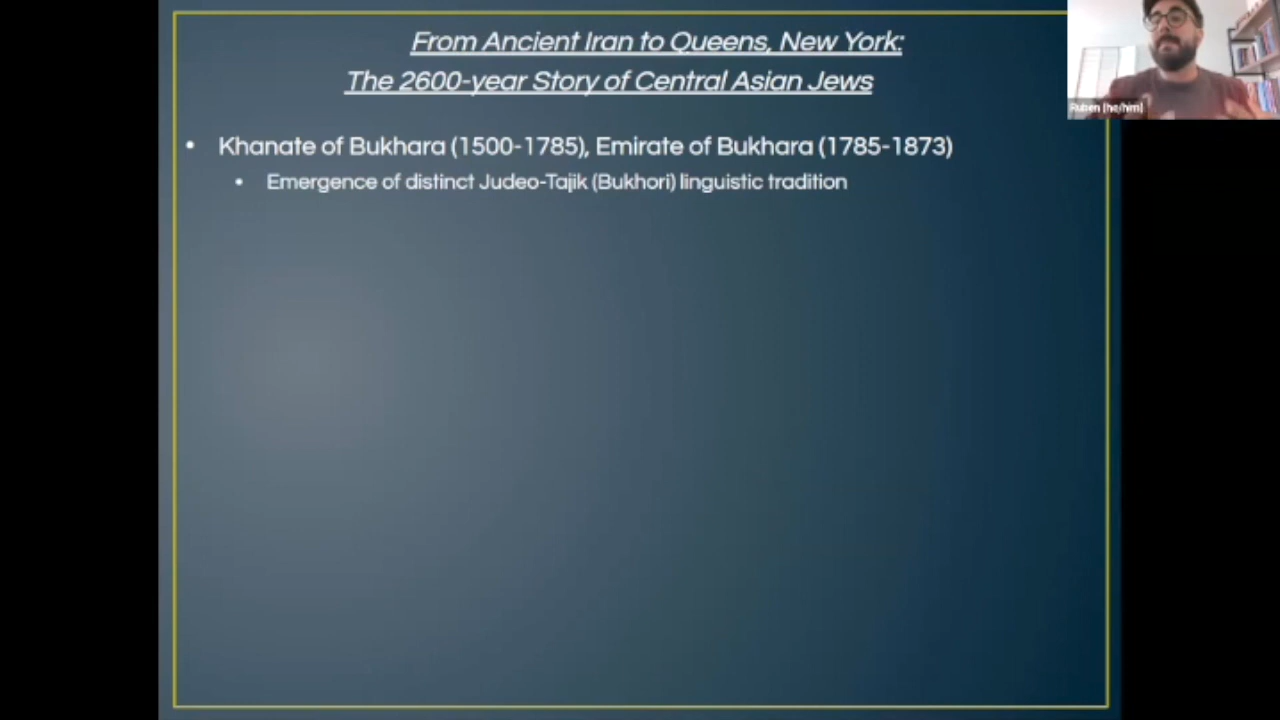 From Ancient Iran to Queens, New York:
The 2600-year Story of Central Asian Jews
• Khanate of Bukhara (1500-1785), Emirate of Bukhara (1785-1873)
• Emergence of distinct Judeo-Tajik (Bukhori) linguistic tradition
Ruben (he/him)